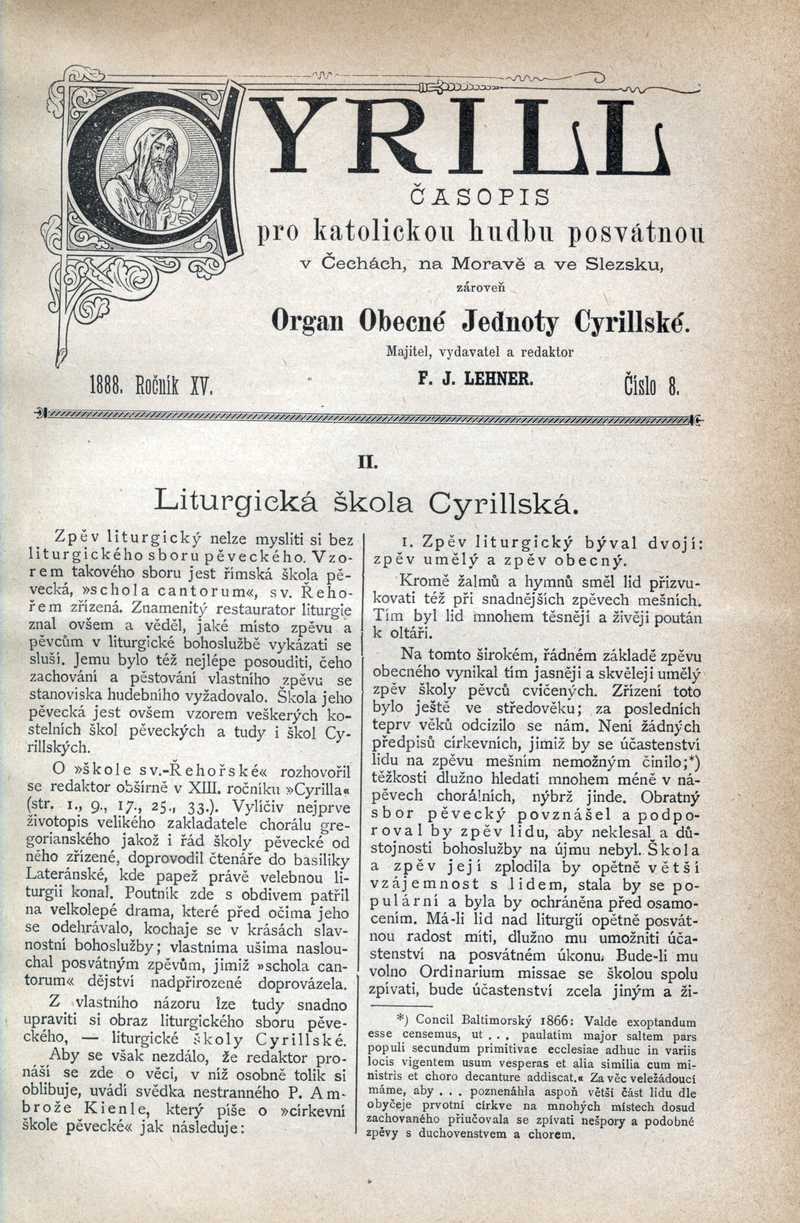 CYRILL
ČASOPIS
pro katolickou hudbu posvátnou
v Čechách, na Moravě a ve Slezsku,
zároveň
Organ Obecné Jednoty Cyrillské.
Majitel, vydavatel a redaktor
1888. Ročník XV.
F. J. LEHNER.
Číslo 8.
II.
Liturgická škola Cyrillská.
Zpěv liturgický nelze mysliti si bez
liturgického sboru pěveckého. Vzo-
rem takového sboru jest římská škola pě-
vecká, »schola cantorum«, sv. Řeho-
řem zřízená. Znamenitý restaurator liturgie
znal ovšem a věděl, jaké místo zpěvu a
pěvcům v liturgické bohoslužbě vykázati se
sluší. Jemu bylo též nejlépe posouditi, čeho
zachování a pěstování vlastního zpěvu se
stanoviska hudebního vyžadovalo. Škola jeho
pěvecká jest ovšem vzorem veškerých ko-
stelních škol pěveckých a tudy i škol Cy-
rillských.
O »škole sv.-Řehořské« rozhovořil
se redaktor obšírně v XIII. ročníku »Cyrilla«
(str. 1., 9., 17., 25., 33.). Vylíčiv nejprve
životopis velikého zakladatele chorálu gre-
gorianského jakož i řád školy pěvecké od
něho zřízené, doprovodil čtenáře do basiliky
Lateránské, kde papež právě velebnou li-
turgii konal. Poutník zde s obdivem patřil
na velkolepé drama, které před očima jeho
se odehrávalo, kochaje se v krásách slav-
nostní bohoslužby; vlastníma ušima naslou-
chal posvátným zpěvům, jimiž »schola can-
torum« dějství nadpřirozené doprovázela.
Z vlastního názoru lze tudy snadno
upraviti si obraz liturgického sboru pěve-
ckého, — liturgické školy Cyrillské.
Aby se však nezdálo, že redaktor pro-
náší se zde o věci, v níž osobně tolik si
oblibuje, uvádí svědka nestranného P. Am-
brože Kienle, který píše o »církevní
škole pěvecké« jak následuje:
1. Zpěv liturgický býval dvojí:
zpěv umělý a zpěv obecný.
Kromě žalmů a hymnů směl lid přizvu-
kovati též při snadnějších zpěvech mešních.
Tím byl lid mnohem těsněji a živěji poután
k oltáři.
Na tomto širokém, řádném základě zpěvu
obecného vynikal tím jasněji a skvěleji umělý
zpěv školy pěvců cvičených. Zřízení toto
bylo ještě ve středověku; za posledních
teprv věků odcizilo se nám. Není žádných
předpisů církevních, jimiž by se účastenství
lidu na zpěvu mešním nemožným činilo;*)
těžkosti dlužno hledati mnohem méně v ná-
pěvech chorálních, nýbrž jinde. Obratný
sbor pěvecký povznášel a podpo-
roval by zpěv lidu, aby neklesal a dů-
stojnosti bohoslužby na újmu nebyl. Škola
a zpěv její zplodila by opětně větší
vzájemnost s lidem, stala by se po-
pulární a byla by ochráněna před osamo-
cením. Má-li lid nad liturgií opětně posvát-
nou radost míti, dlužno mu umožniti úča-
stenství na posvátném úkonu. Bude-li mu
volno Ordinarium missae se školou spolu
zpívati, bude účastenství zcela jiným a ži-
*) Concil Baltimorský 1866: Valde exoptandum
esse censemus, ut . . . paulatim major saltem pars
populi secundum primitivae ecclesiae adhuc in variis
locis vigentem usum vesperas et alia similia cum mi-
nistris et choro decanture addiscat.« Za věc veležádoucí
máme, aby . . . poznenáhla aspoň větší část lidu dle
obyčeje prvotní církve na mnohých místech dosud
zachovaného přiučovala se zpívati nešpory a podobné
zpěvy s duchovenstvem a chorem.